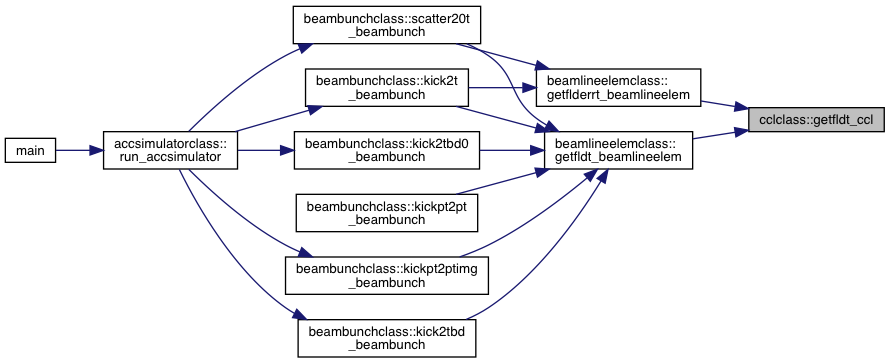 beambunchclass::scatter20t
_beambunch
beambunchclass::kick2t
_beambunch
beamlineelemclass::
getflderrt_beamlineelem
cclclass::getfldt_ccl
main
accsimulatorclass::
run_accsimulator
beambunchclass::kick2tbd0
_beambunch
beamlineelemclass::
getfldt_beamlineelem
beambunchclass::kickpt2pt
_beambunch
beambunchclass::kickpt2ptimg
_beambunch
beambunchclass::kick2tbd
_beambunch